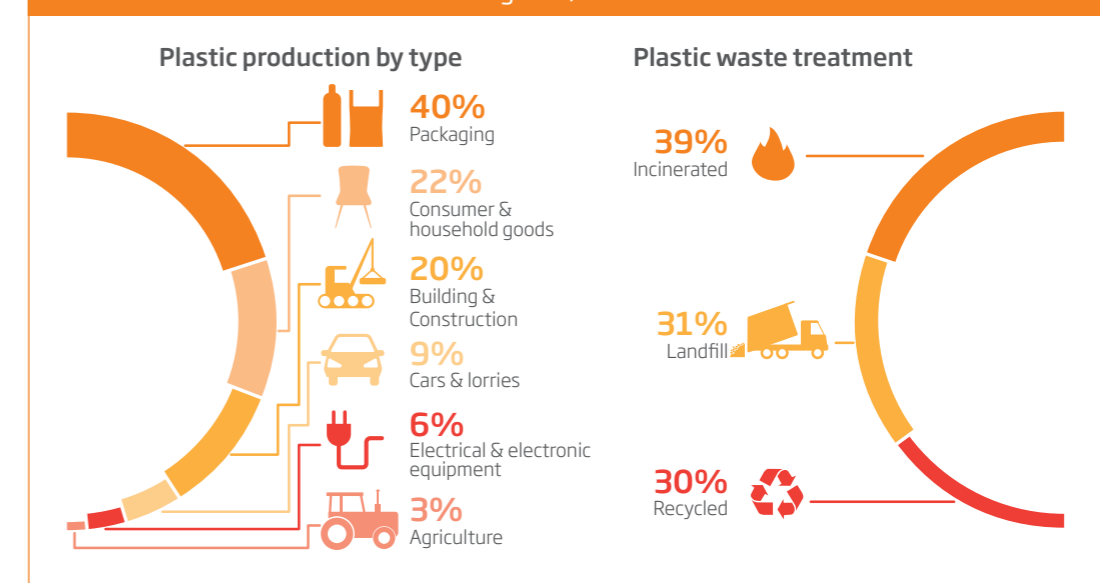 Plastic production by type
40%
Packaging
22%
Consumer &
household goods
20%
Building &
Construction
9%
Cars & lorries
6%
Electrical & electronic
equipment
3%
Agriculture
Plastic waste treatment
39%
Incinerated
31%
Landfill
30%
Recycled